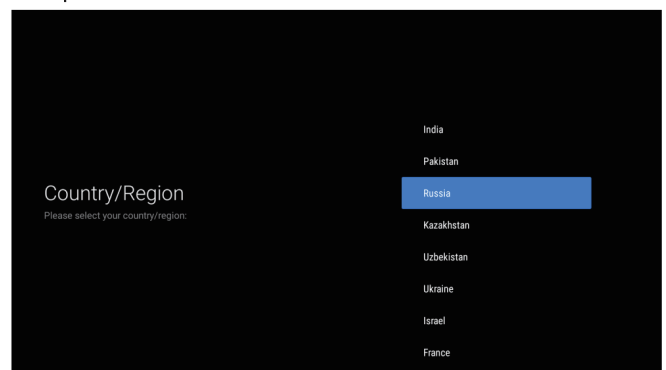 Country/Region
Please select your country/region:
India
Pakistan
Russia
Kazakhstan
Uzbekistan
Ukraine
Israel
France